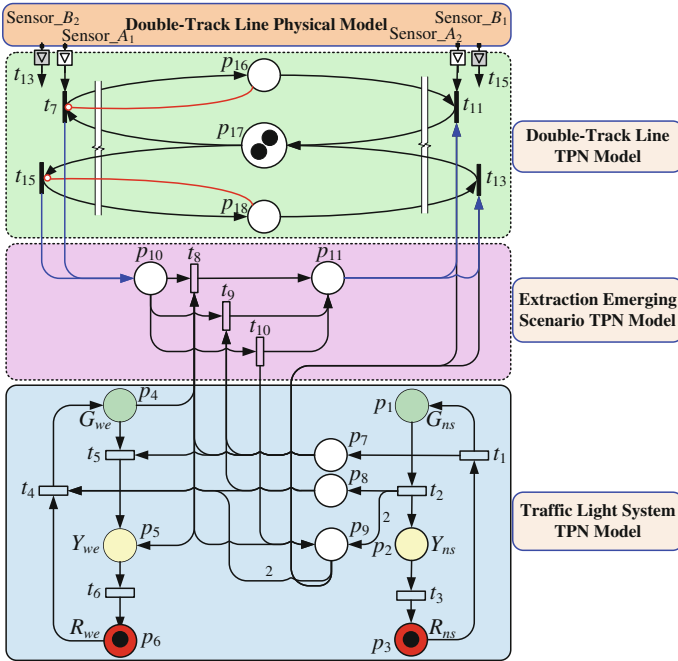 Sensor_B2
Double-Track Line Physical Model
Sensor_B1
Sensor_A1
Sensor_A2
t13
t15
p16
t7
t11
p17
Double-Track Line
TPN Model
t15
t13
p18
p10
t8
p11
t9
Extraction Emerging
Scenario TPN Model
t10
p4
p1
Gwe
Gns
p7
t5
t1
p8
t4
t2
2
Traffic Light System
TPN Model
p9
p5
Ywe
p2
Yns
2
t6
t3
Rwe
p6
p3
Rns